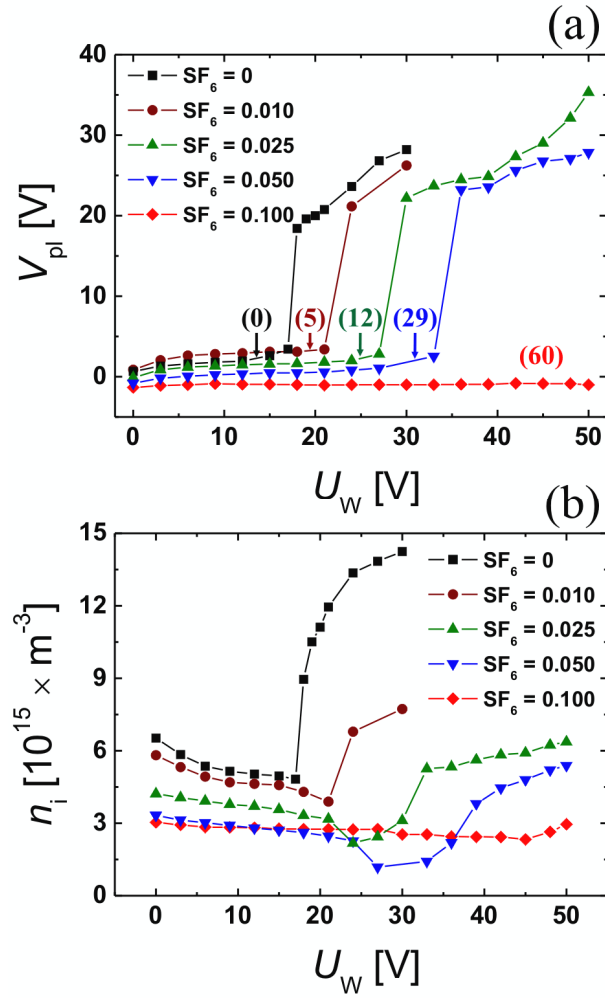 (a)
40
30
20
10
0
V_pl [V]
SF₆ = 0
SF₆ = 0.010
SF₆ = 0.025
SF₆ = 0.050
SF₆ = 0.100
(0) (5) (12) (29) (60)
0 10 20 30 40 50
U_W [V]
(b)
15
12
9
6
3
0
n_i [10¹⁵ × m⁻³]
SF₆ = 0
SF₆ = 0.010
SF₆ = 0.025
SF₆ = 0.050
SF₆ = 0.100
0 10 20 30 40 50
U_W [V]